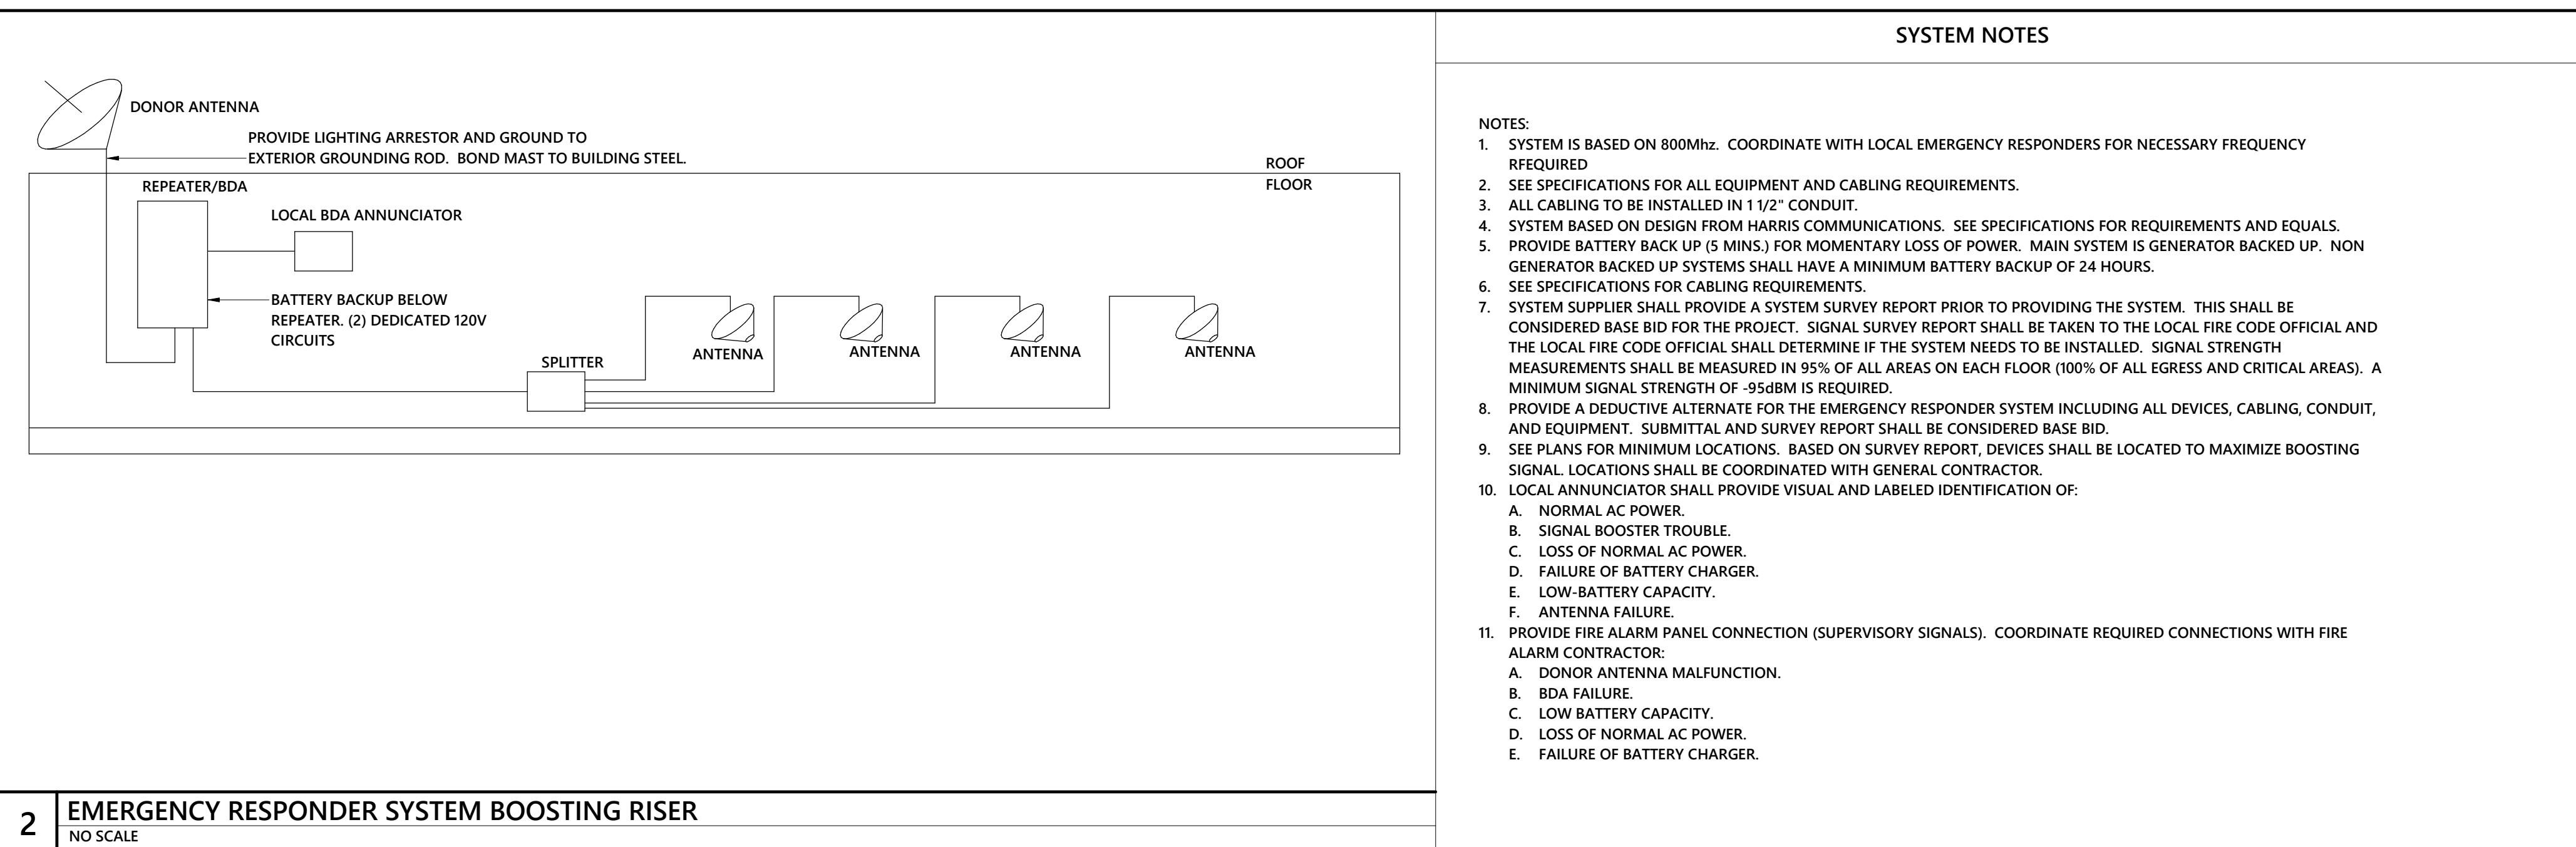 SYSTEM NOTES
DONOR ANTENNA
PROVIDE LIGHTING ARRESTOR AND GROUND TO
EXTERIOR GROUNDING ROD. BOND MAST TO BUILDING STEEL.
ROOF
FLOOR
REPEATER/BDA
LOCAL BDA ANNUNCIATOR
BATTERY BACKUP BELOW
REPEATER. (2) DEDICATED 120V
CIRCUITS
SPLITTER
ANTENNA
ANTENNA
ANTENNA
ANTENNA
NOTES:
1. SYSTEM IS BASED ON 800Mhz. COORDINATE WITH LOCAL EMERGENCY RESPONDERS FOR NECESSARY FREQUENCY
RFEQUIRED
2. SEE SPECIFICATIONS FOR ALL EQUIPMENT AND CABLING REQUIREMENTS.
3. ALL CABLING TO BE INSTALLED IN 1 1/2" CONDUIT.
4. SYSTEM BASED ON DESIGN FROM HARRIS COMMUNICATIONS. SEE SPECIFICATIONS FOR REQUIREMENTS AND EQUALS.
5. PROVIDE BATTERY BACK UP (5 MINS.) FOR MOMENTARY LOSS OF POWER. MAIN SYSTEM IS GENERATOR BACKED UP. NON
GENERATOR BACKED UP SYSTEMS SHALL HAVE A MINIMUM BATTERY BACKUP OF 24 HOURS.
6. SEE SPECIFICATIONS FOR CABLING REQUIREMENTS.
7. SYSTEM SUPPLIER SHALL PROVIDE A SYSTEM SURVEY REPORT PRIOR TO PROVIDING THE SYSTEM. THIS SHALL BE
CONSIDERED BASE BID FOR THE PROJECT. SIGNAL SURVEY REPORT SHALL BE TAKEN TO THE LOCAL FIRE CODE OFFICIAL AND
THE LOCAL FIRE CODE OFFICIAL SHALL DETERMINE IF THE SYSTEM NEEDS TO BE INSTALLED. SIGNAL STRENGTH
MEASUREMENTS SHALL BE MEASURED IN 95% OF ALL AREAS ON EACH FLOOR (100% OF ALL EGRESS AND CRITICAL AREAS). A
MINIMUM SIGNAL STRENGTH OF -95dBM IS REQUIRED.
8. PROVIDE A DEDUCTIVE ALTERNATE FOR THE EMERGENCY RESPONDER SYSTEM INCLUDING ALL DEVICES, CABLING, CONDUIT,
AND EQUIPMENT. SUBMITTAL AND SURVEY REPORT SHALL BE CONSIDERED BASE BID.
9. SEE PLANS FOR MINIMUM LOCATIONS. BASED ON SURVEY REPORT, DEVICES SHALL BE LOCATED TO MAXIMIZE BOOSTING
SIGNAL. LOCATIONS SHALL BE COORDINATED WITH GENERAL CONTRACTOR.
10. LOCAL ANNUNCIATOR SHALL PROVIDE VISUAL AND LABELED IDENTIFICATION OF:
A. NORMAL AC POWER.
B. SIGNAL BOOSTER TROUBLE.
C. LOSS OF NORMAL AC POWER.
D. FAILURE OF BATTERY CHARGER.
E. LOW-BATTERY CAPACITY.
F. ANTENNA FAILURE.
11. PROVIDE FIRE ALARM PANEL CONNECTION (SUPERVISORY SIGNALS). COORDINATE REQUIRED CONNECTIONS WITH FIRE
ALARM CONTRACTOR:
A. DONOR ANTENNA MALFUNCTION.
B. BDA FAILURE.
C. LOW BATTERY CAPACITY.
D. LOSS OF NORMAL AC POWER.
E. FAILURE OF BATTERY CHARGER.
2
EMERGENCY RESPONDER SYSTEM BOOSTING RISER
NO SCALE